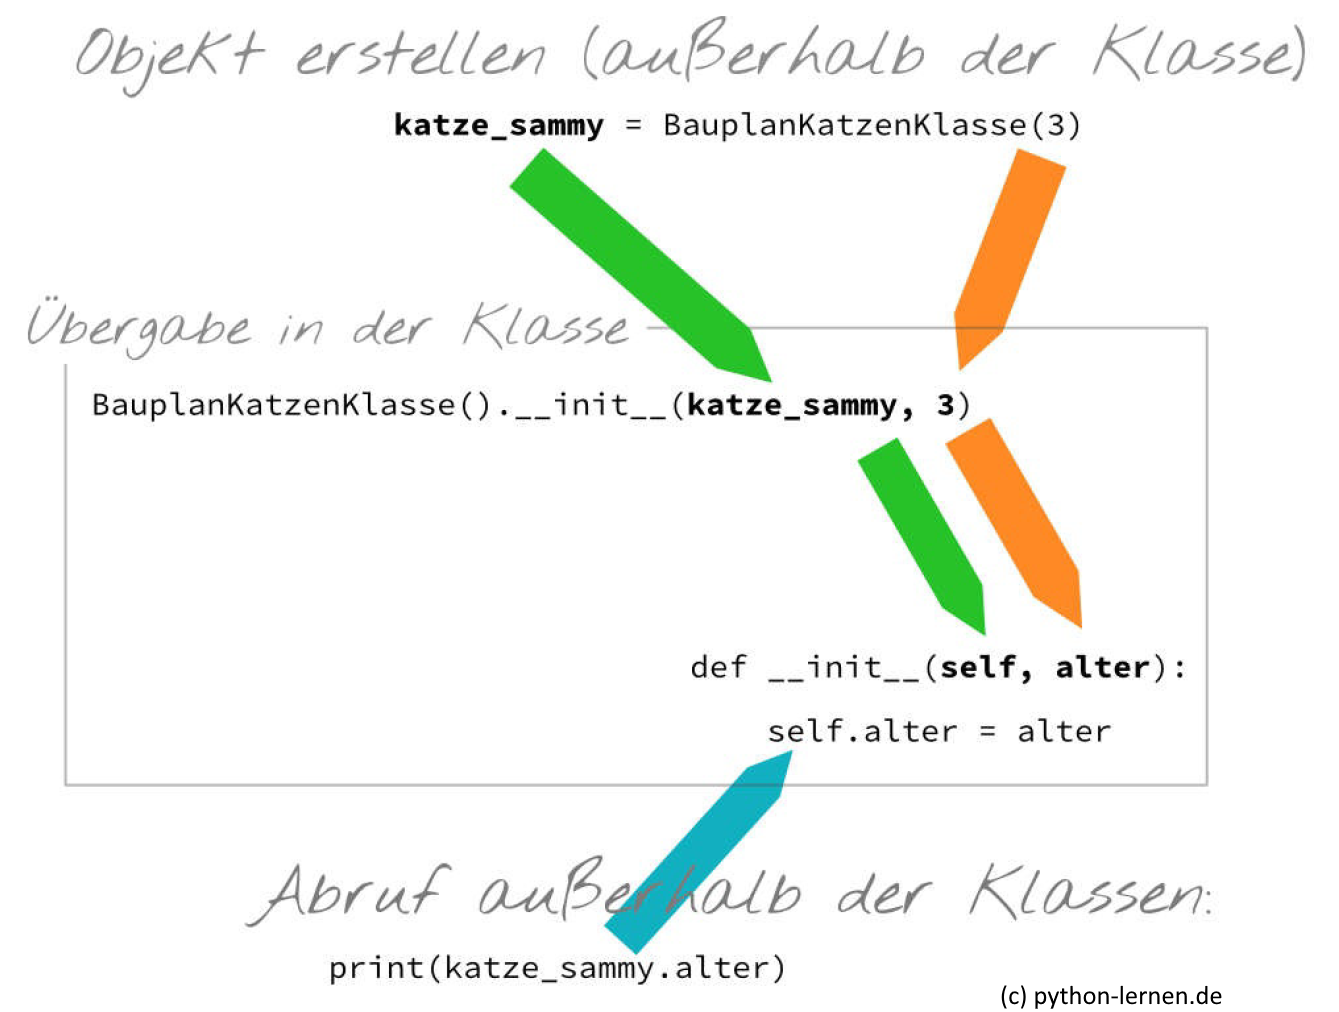 Objekt erstellen (außerhalb der Klasse)
katze_sammy = BauplanKatzenKlasse(3)
Übergabe in der Klasse
BauplanKatzenKlasse().__init__(katze_sammy, 3)
def __init__(self, alter):
self.alter = alter
Abruf außerhalb der Klassen:
print(katze_sammy.alter)
(c) python-lernen.de